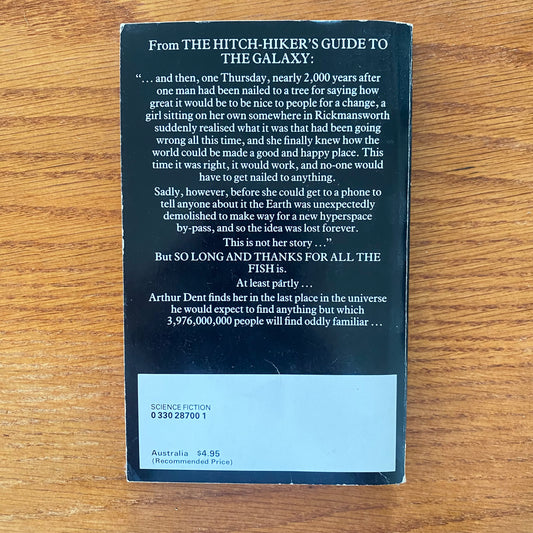 From THE HITCH-HIKER'S GUIDE TO
THE GALAXY:
“... and then, one Thursday, nearly 2,000 years after
one man had been nailed to a tree for saying how
great it would be to be nice to people for a change, a
girl sitting on her own somewhere in Rickmansworth
suddenly realised what it was that had been going
wrong all this time, and she finally knew how the
world could be made a good and happy place. This
time it was right, it would work, and no-one would
have to get nailed to anything.
Sadly, however, before she could get to a phone to
tell anyone about it the Earth was unexpectedly
demolished to make way for a new hyperspace
by-pass, and so the idea was lost forever.
This is not her story ...”
But SO LONG AND THANKS FOR ALL THE
FISH is.
At least partly ...
Arthur Dent finds her in the last place in the universe
he would expect to find anything but which
3,976,000,000 people will find oddly familiar ...
SCIENCE FICTION
0 330 28700 1
Australia $4.95
(Recommended Price)